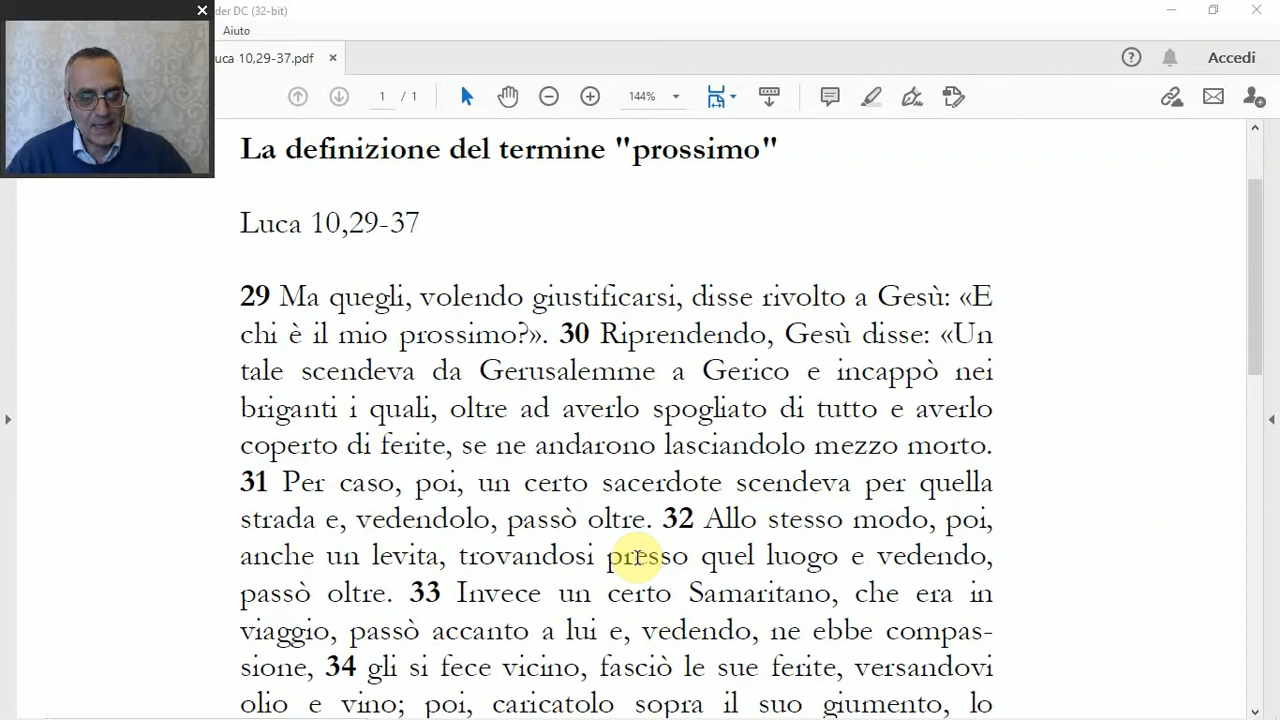 der DC (32-bit)
Aiuto
uca 10,29-37.pdf
Accedi
1 / 1
144%
La definizione del termine "prossimo"
Luca 10,29-37
29 Ma quegli, volendo giustificarsi, disse rivolto a Gesù: «E
chi è il mio prossimo?». 30 Riprendendo, Gesù disse: «Un
tale scendeva da Gerusalemme a Gerico e incappò nei
briganti i quali, oltre ad averlo spogliato di tutto e averlo
coperto di ferite, se ne andarono lasciandolo mezzo morto.
31 Per caso, poi, un certo sacerdote scendeva per quella
strada e, vedendolo, passò oltre. 32 Allo stesso modo, poi,
anche un levita, trovandosi presso quel luogo e vedendo,
passò oltre. 33 Invece un certo Samaritano, che era in
viaggio, passò accanto a lui e, vedendo, ne ebbe compas-
sione, 34 gli si fece vicino, fasciò le sue ferite, versandovi
olio e vino; poi, caricatolo sopra il suo giumento, lo